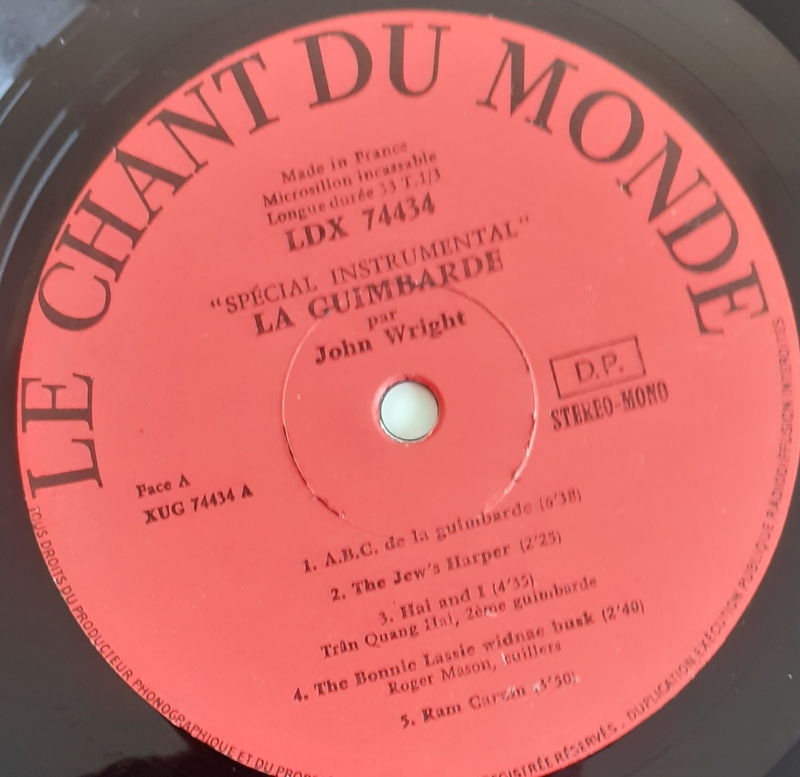 LE CHANT DU MONDE
Made in France
Microsillon incassable
Longue durée 33 T.1/3
LDX 74434
"SPÉCIAL INSTRUMENTAL"
LA GUIMBARDE
par
John Wright
D.P.
STEREO-MONO
Face A
XUG 74434 A
1. A.B.C. de la guimbarde (6'38)
2. The Jew's Harper (2'25)
3. Hai and I (4'35)
Trân Quang Hai, 2ème guimbarde
4. The Bonnie Lassie widnae busk (2'40)
Roger Mason, cuillers
5. Ram
TOUS DROITS DU PRODUCTEUR PHONOGRAPHIQUE ET DU
RÉSERVÉS. DUPLICATION EXÉCUTION PUBLIQUE RADIODIFFUSION INTERDITES